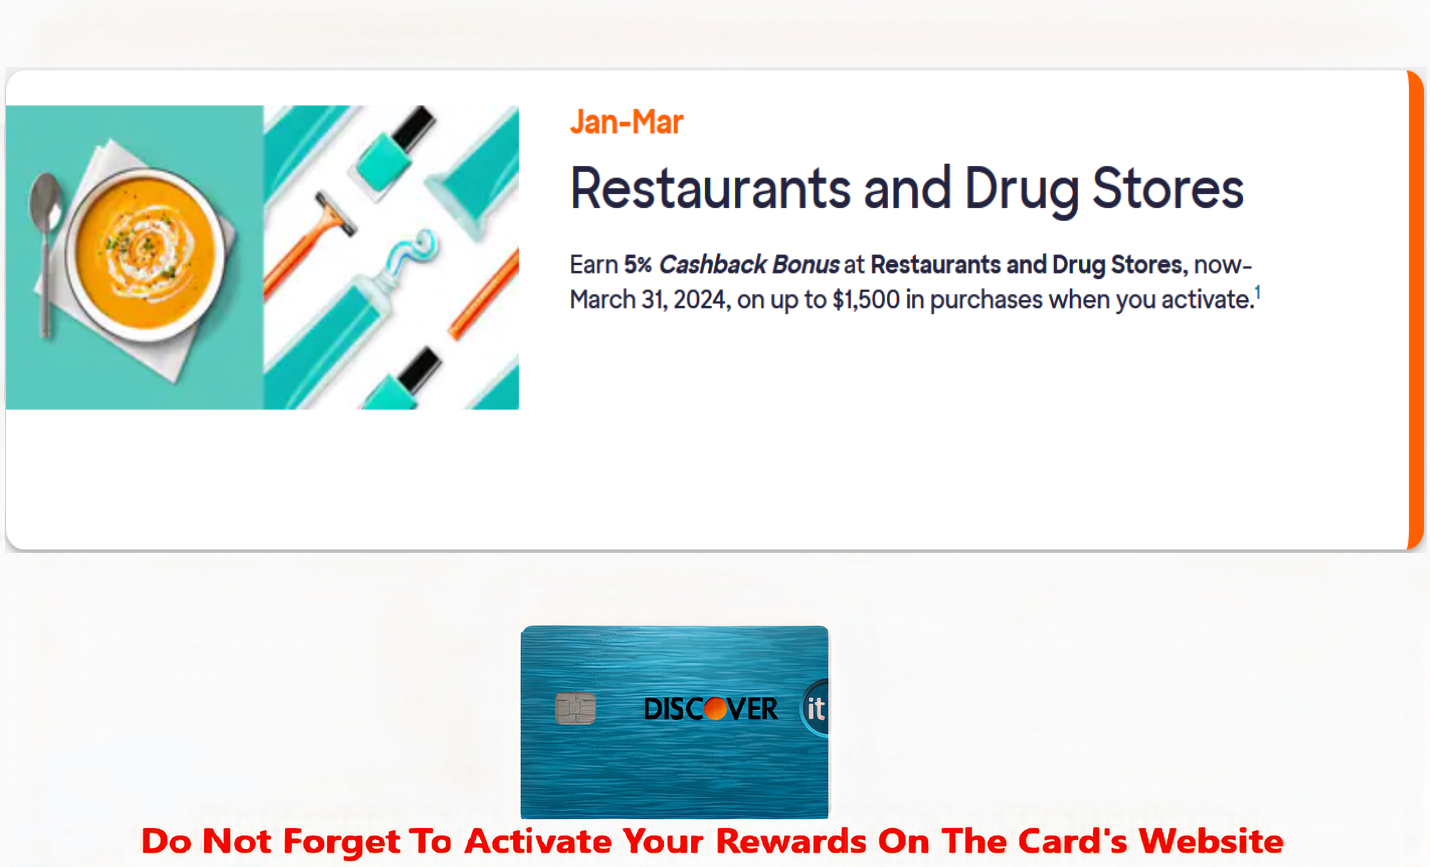 Jan-Mar
Restaurants and Drug Stores
Earn 5% Cashback Bonus at Restaurants and Drug Stores, now-
March 31, 2024, on up to $1,500 in purchases when you activate.1
DISCOVER it
Do Not Forget To Activate Your Rewards On The Card's Website